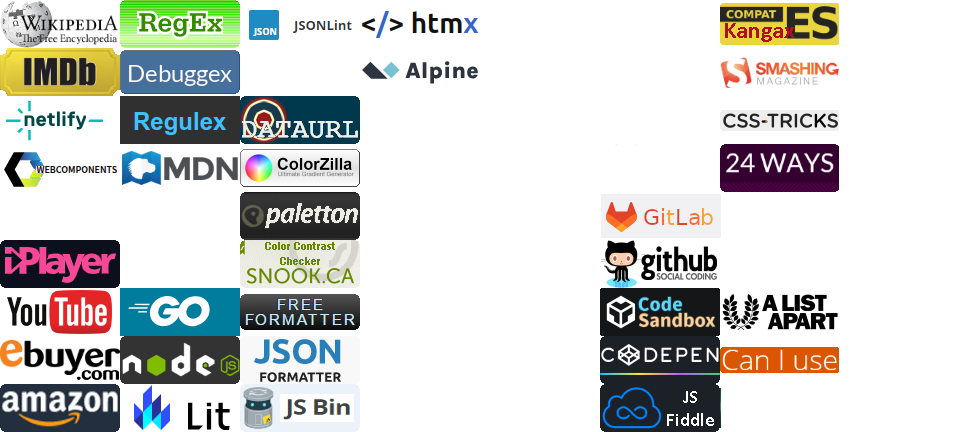 WIKIPEDIA
The Free Encyclopedia
RegEx
JSON
JSONLint
</> htmx
COMPAT
ES
Kangax
IMDb
Debuggex
Alpine
SMASHING
MAGAZINE
netlify
Regulex
DATAURL
CSS-TRICKS
WEBCOMPONENTS
MDN
ColorZilla
Ultimate Gradient Generator
24 WAYS
paletton
GitLab
iPlayer
Color Contrast
Checker
SNOOK.CA
github
SOCIAL CODING
YouTube
GO
FREE
FORMATTER
Code
Sandbox
A LIST
APART
ebuyer
.com
node
JS
JSON
FORMATTER
CODEPEN
Can I use
amazon
Lit
JS Bin
JS
Fiddle